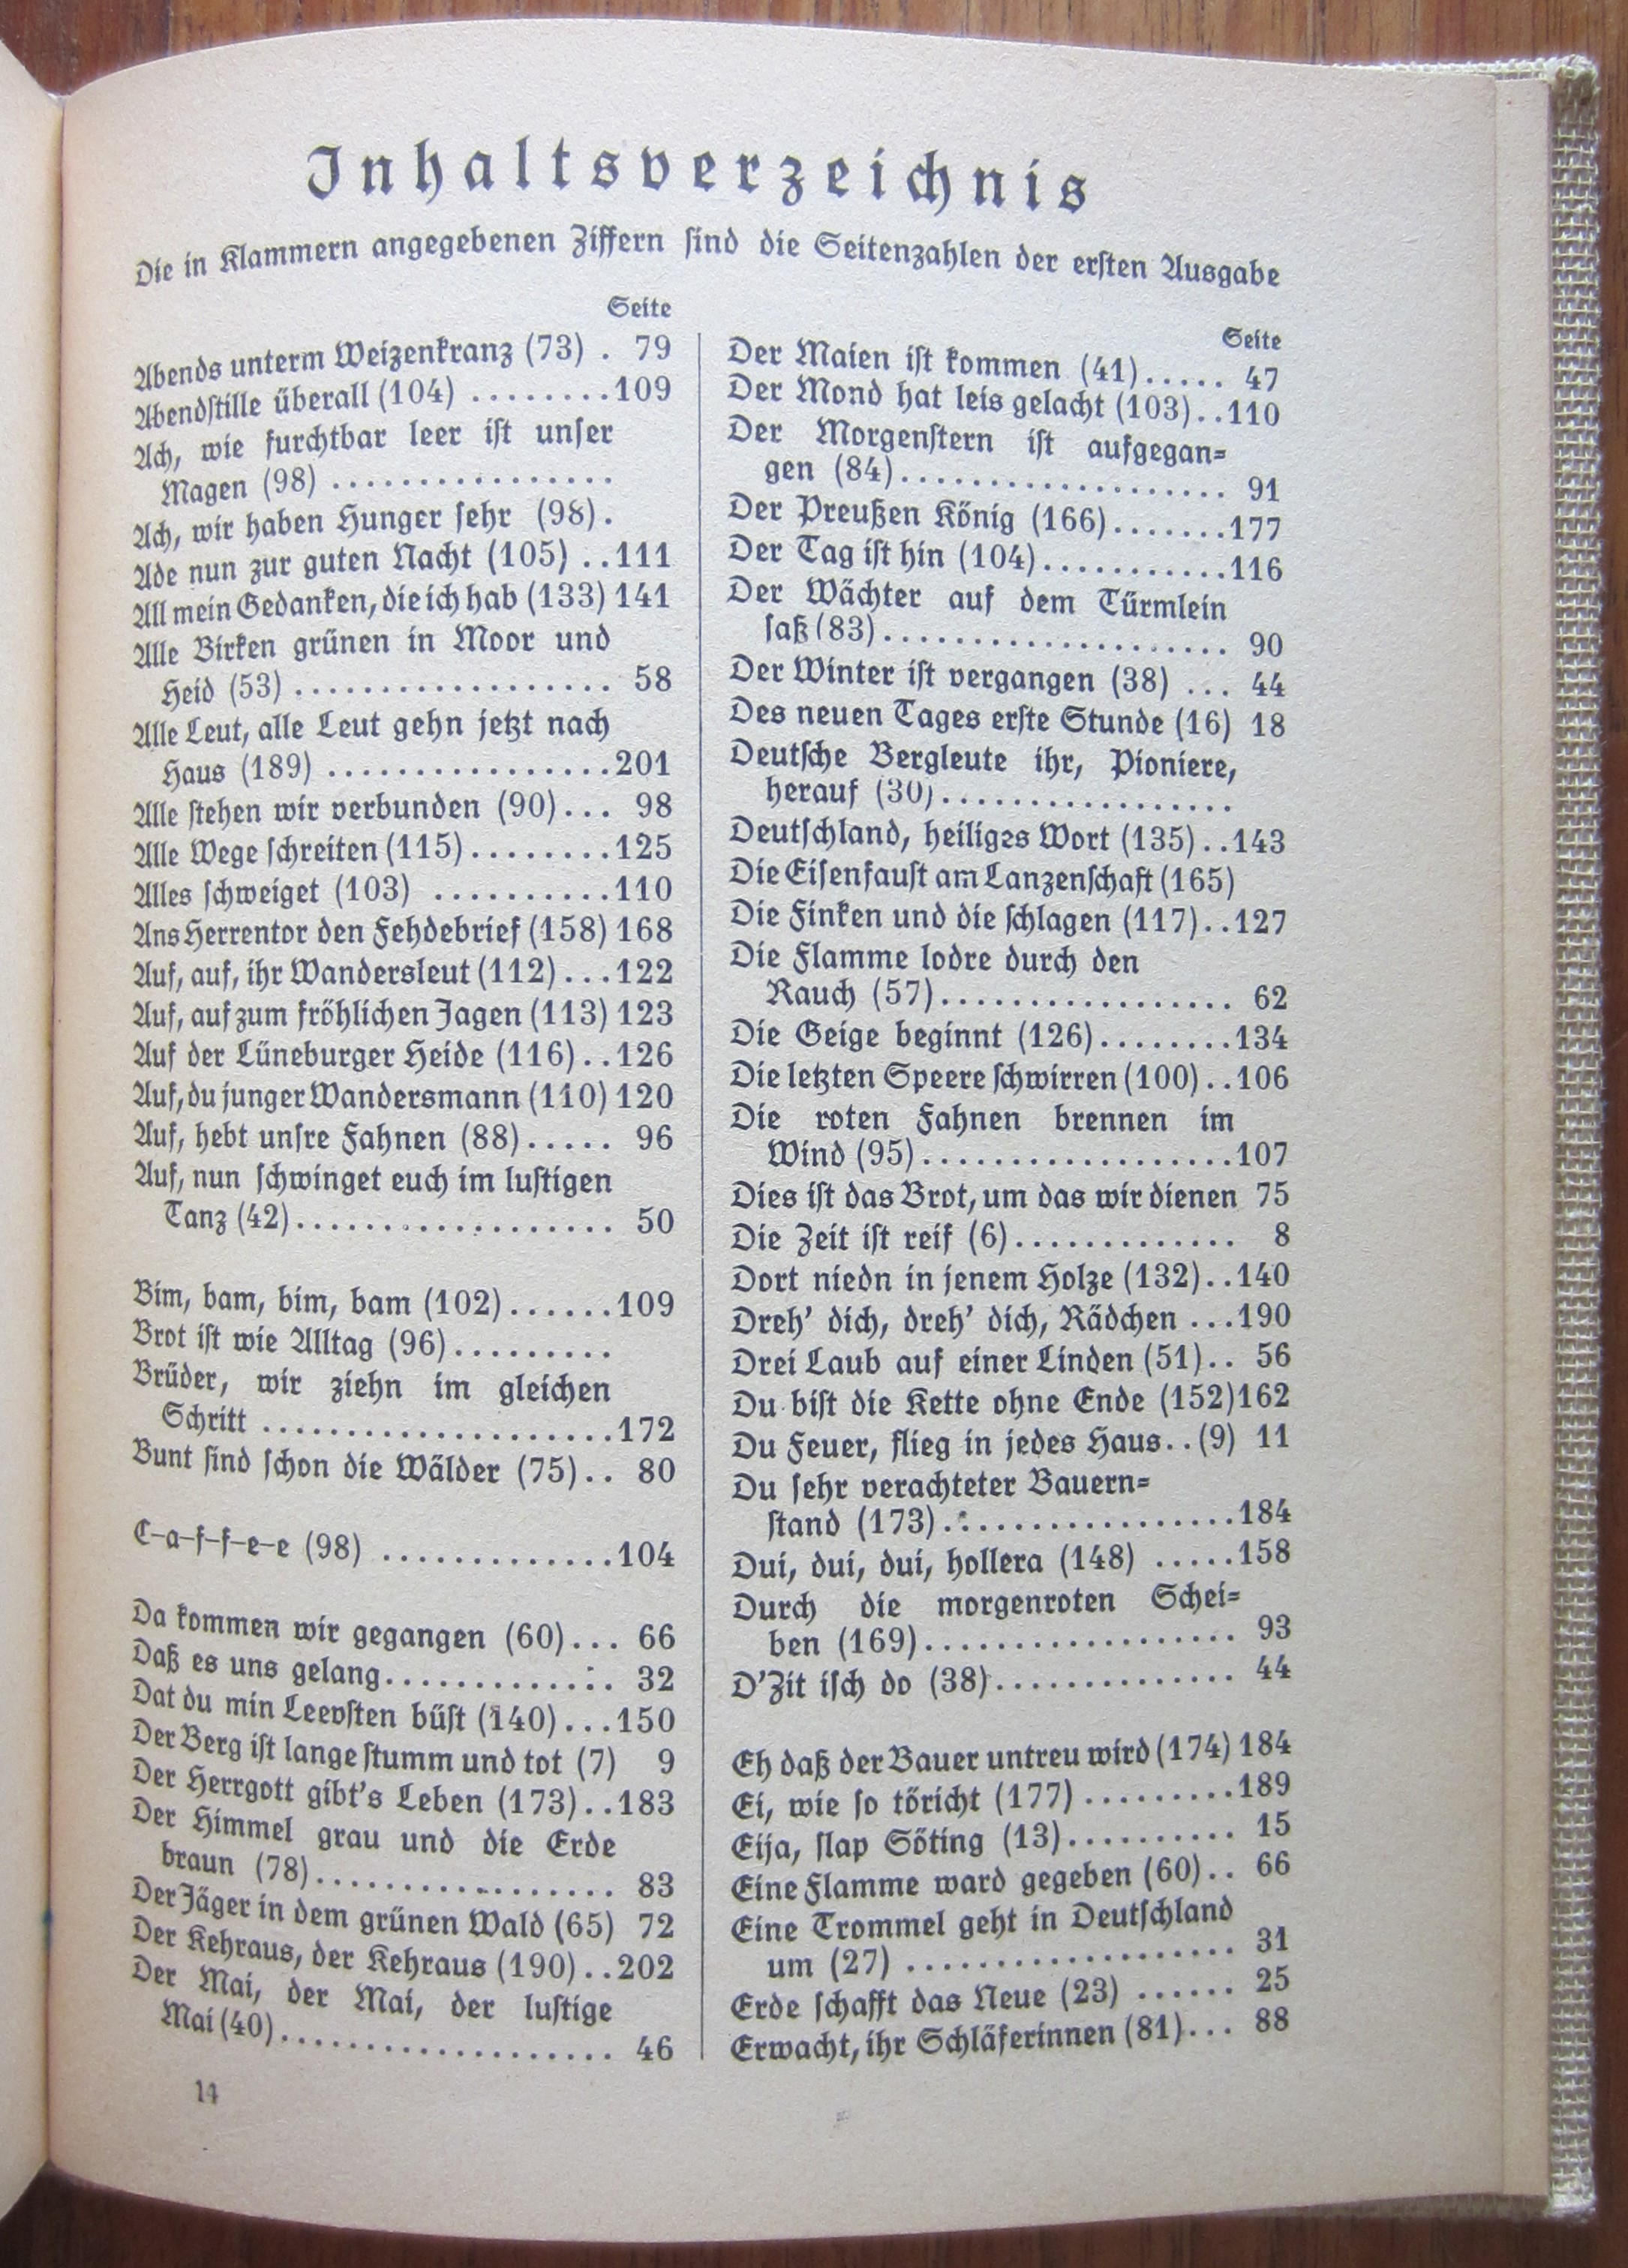 Inhaltsverzeichnis
Die in Klammern angegebenen Ziffern sind die Seitenzahlen der ersten Ausgabe
Seite
Abends unterm Weizenkranz (73) . 79
Abendstille überall (104) ........109
Ach, wie furchtbar leer ist unser
Magen (98) .................
Ach, wir haben Hunger sehr (98).
Ade nun zur guten Nacht (105) ..111
All mein Gedanken, die ich hab (133) 141
Alle Birken grünen in Moor und
Heid (53) ................... 58
Alle Leut, alle Leut gehn jetzt nach
Haus (189) .................201
Alle stehen wir verbunden (90)... 98
Alle Wege schreiten (115)........125
Alles schweiget (103) ..........110
Ans Herrentor den Fehdebrief (158) 168
Auf, auf, ihr Wandersleut (112)...122
Auf, auf zum fröhlichen Jagen (113) 123
Auf der Lüneburger Heide (116)..126
Auf, du junger Wandersmann (110) 120
Auf, hebt unsre Fahnen (88)..... 96
Auf, nun schwinget euch im lustigen
Tanz (42)................... 50
Bim, bam, bim, bam (102)......109
Brot ist wie Alltag (96).........
Brüder, wir ziehn im gleichen
Schritt .....................172
Bunt sind schon die Wälder (75).. 80
C-a-f-f-e-e (98) ..............104
Da kommen wir gegangen (60)... 66
Daß es uns gelang.............. 32
Dat du min Leevsten büst (140)...150
Der Berg ist lange stumm und tot (7) 9
Der Herrgott gibt's Leben (173)..183
Der Himmel grau und die Erde
braun (78).................. 83
Der Jäger in dem grünen Wald (65) 72
Der Kehraus, der Kehraus (190)..202
Der Mai, der Mai, der lustige
Mai (40).................... 46
14
Seite
Der Maien ist kommen (41)..... 47
Der Mond hat leis gelacht (103)..110
Der Morgenstern ist aufgegan=
gen (84).................... 91
Der Preußen König (166).......177
Der Tag ist hin (104)...........116
Der Wächter auf dem Türmlein
saß (83)..................... 90
Der Winter ist vergangen (38) ... 44
Des neuen Tages erste Stunde (16) 18
Deutsche Bergleute ihr, Pioniere,
herauf (30).................
Deutschland, heiliges Wort (135)..143
Die Eisenfaust am Lanzenschaft (165)
Die Finken und die schlagen (117)..127
Die Flamme lodre durch den
Rauch (57).................. 62
Die Geige beginnt (126)........134
Die letzten Speere schwirren (100)..106
Die roten Fahnen brennen im
Wind (95)...................107
Dies ist das Brot, um das wir dienen 75
Die Zeit ist reif (6)............. 8
Dort niedn in jenem Holze (132)..140
Dreh' dich, dreh' dich, Rädchen ...190
Drei Laub auf einer Linden (51).. 56
Du bist die Kette ohne Ende (152)162
Du Feuer, flieg in jedes Haus..(9) 11
Du sehr verachteter Bauern=
stand (173)..................184
Dui, dui, dui, hollera (148) .....158
Durch die morgenroten Schei=
ben (169)................... 93
D'Zit isch do (38)............... 44
Eh daß der Bauer untreu wird (174) 184
Ei, wie so töricht (177) .........189
Eija, slap Söting (13).......... 15
Eine Flamme ward gegeben (60).. 66
Eine Trommel geht in Deutschland
um (27) .................... 31
Erde schafft das Neue (23) ...... 25
Erwacht, ihr Schläferinnen (81)... 88